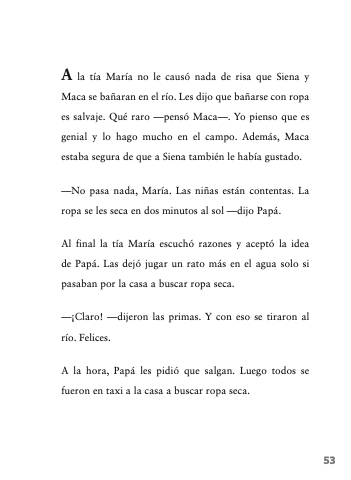 A la tía María no le causó nada de risa que Siena y
Maca se bañaran en el río. Les dijo que bañarse con ropa
es salvaje. Qué raro —pensó Maca—. Yo pienso que es
genial y lo hago mucho en el campo. Además, Maca
estaba segura de que a Siena también le había gustado.
—No pasa nada, María. Las niñas están contentas. La
ropa se les seca en dos minutos al sol —dijo Papá.
Al final la tía María escuchó razones y aceptó la idea
de Papá. Las dejó jugar un rato más en el agua solo si
pasaban por la casa a buscar ropa seca.
—¡Claro! —dijeron las primas. Y con eso se tiraron al
río. Felices.
A la hora, Papá les pidió que salgan. Luego todos se
fueron en taxi a la casa a buscar ropa seca.
53